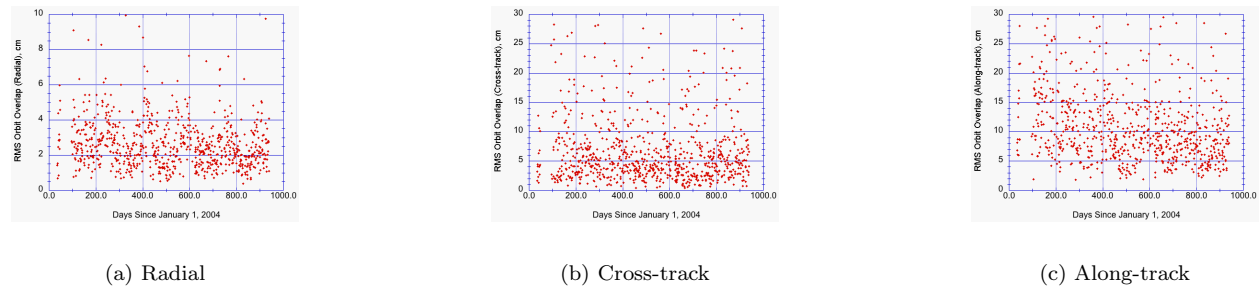 10
8
6
4
2
0
RMS Orbit Overlap (Radial), cm
0.0 200.0 400.0 600.0 800.0 1000.0
Days Since January 1, 2004
(a) Radial
30
25
20
15
10
5
0
RMS Orbit Overlap (Cross-track), cm
0.0 200.0 400.0 600.0 800.0 1000.0
Days Since January 1, 2004
(b) Cross-track
30
25
20
15
10
5
0
RMS Orbit Overlap (Along-track), cm
0.0 200.0 400.0 600.0 800.0 1000.0
Days Since January 1, 2004
(c) Along-track